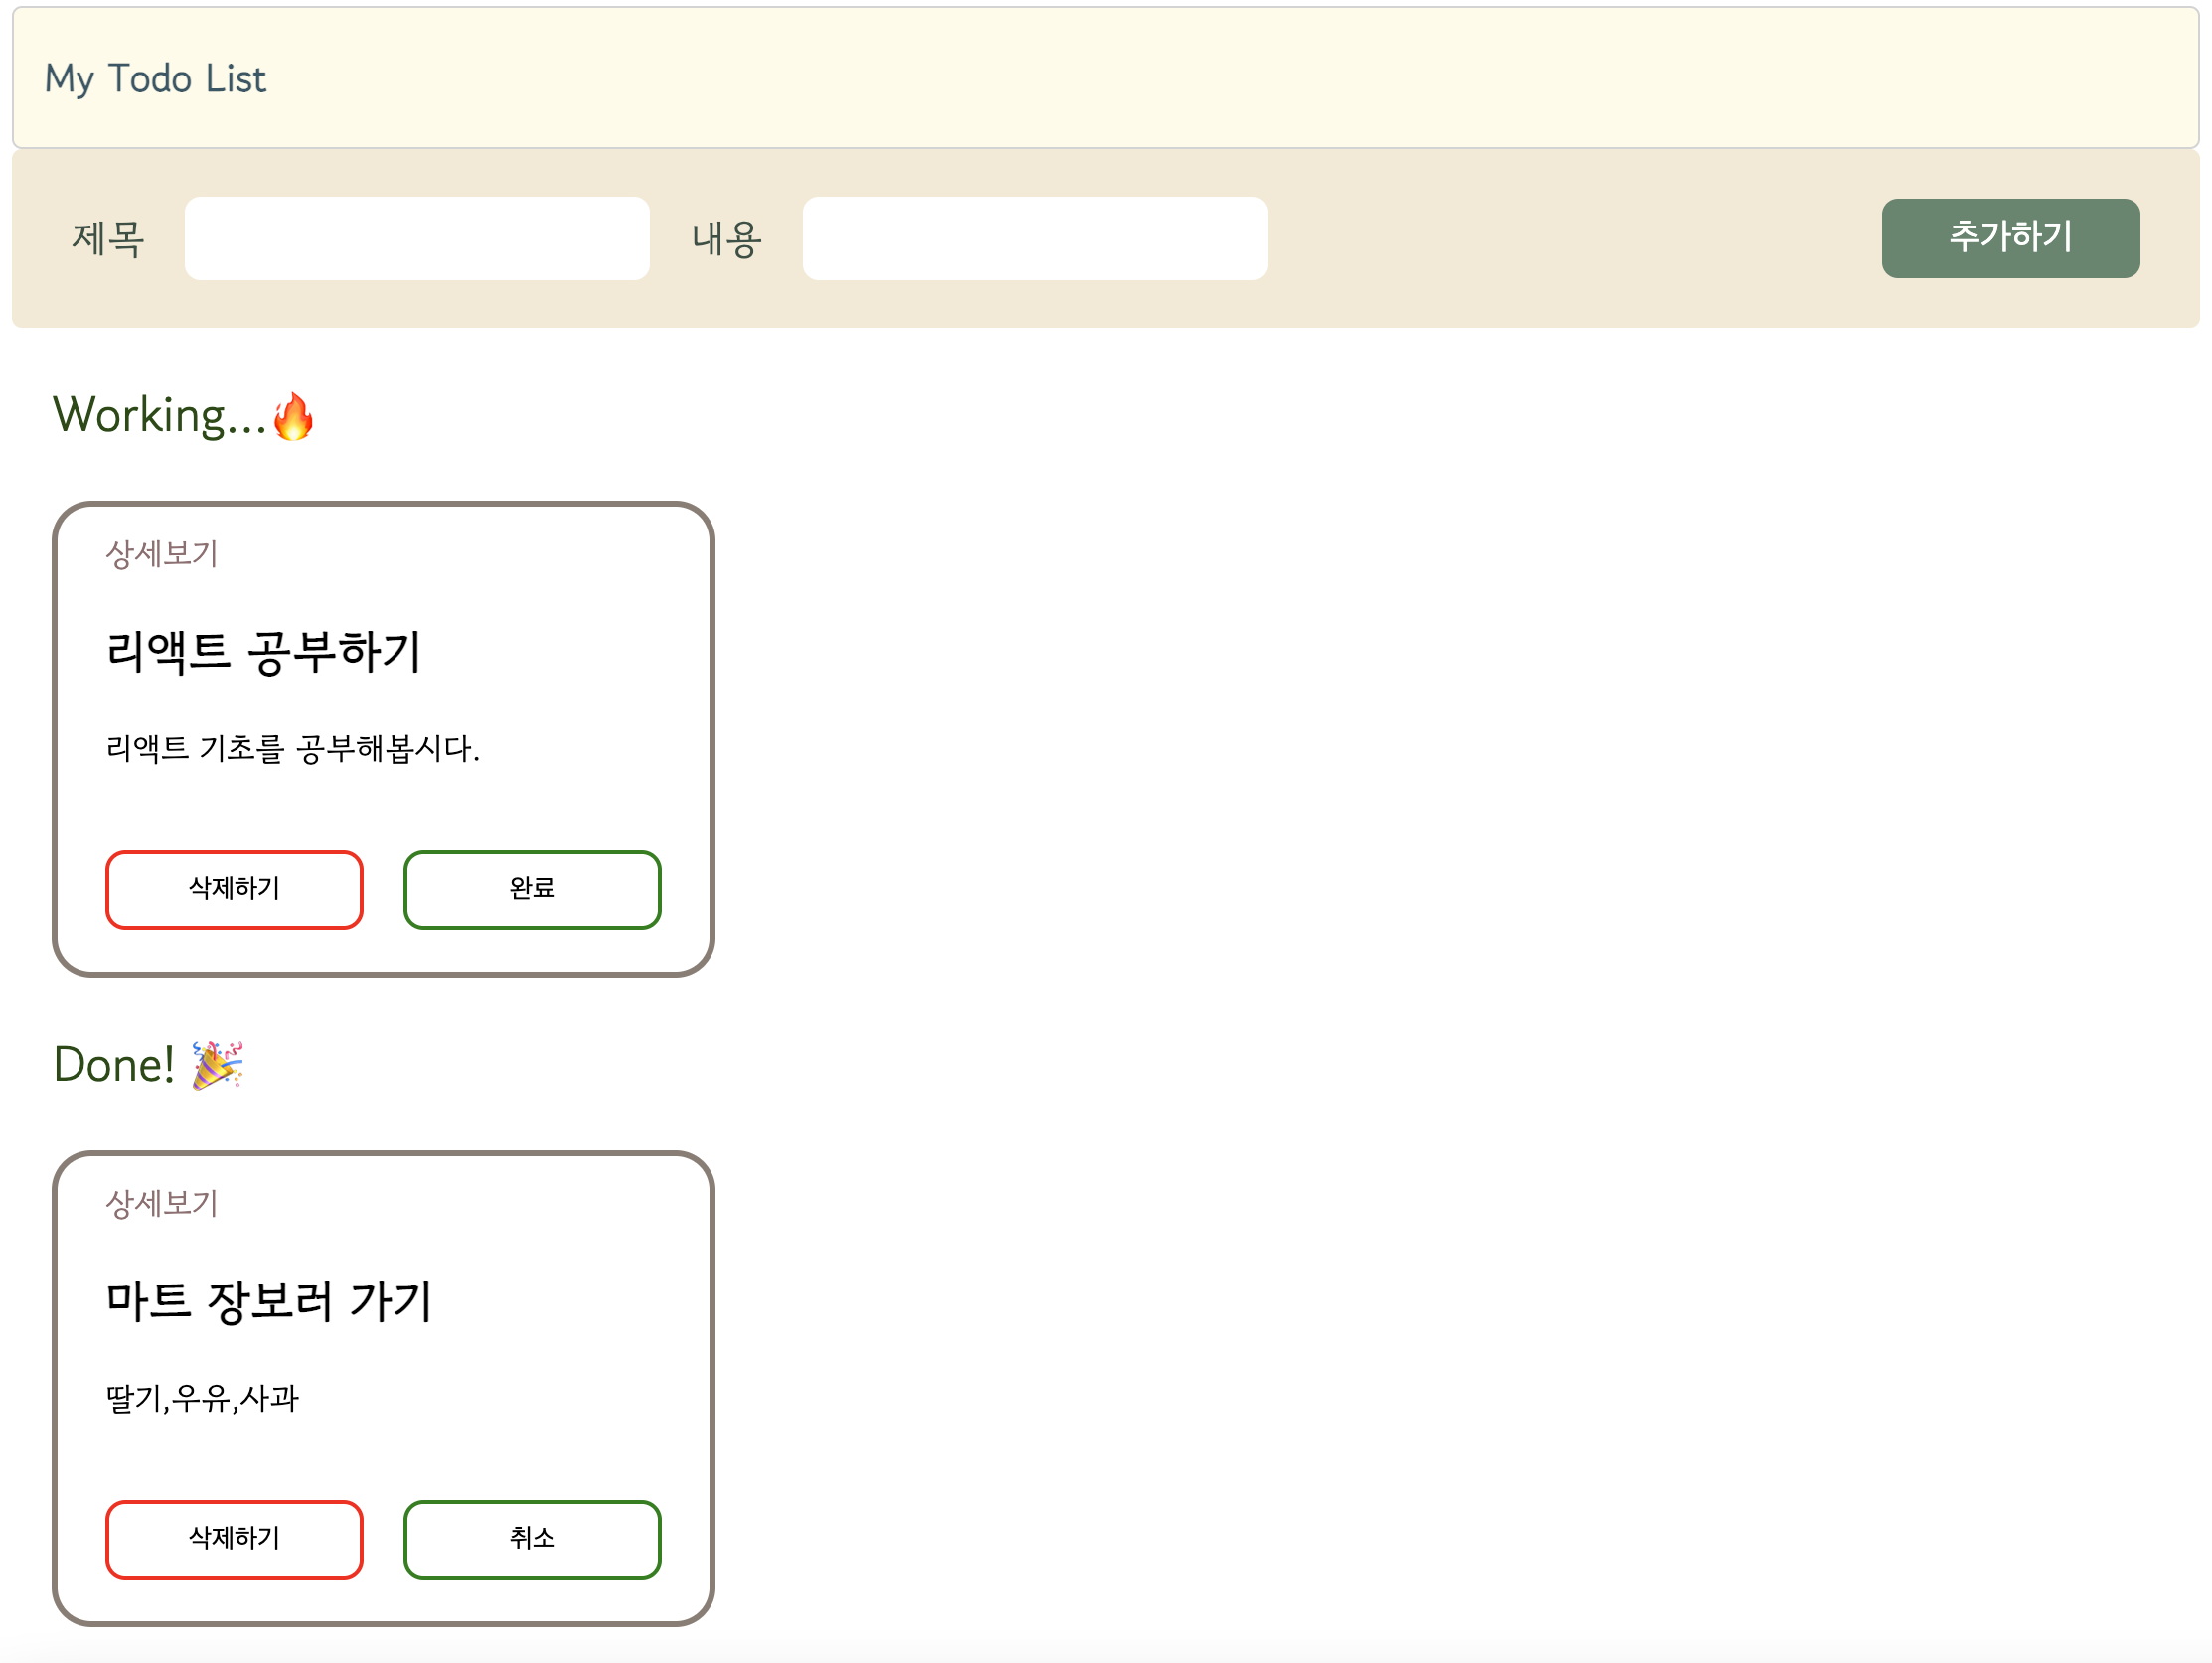 My Todo List
제목 내용 추가하기
Working...🔥
상세보기
리액트 공부하기
리액트 기초를 공부해봅시다.
삭제하기 완료
Done! 🎉
상세보기
마트 장보러 가기
딸기,우유,사과
삭제하기 취소